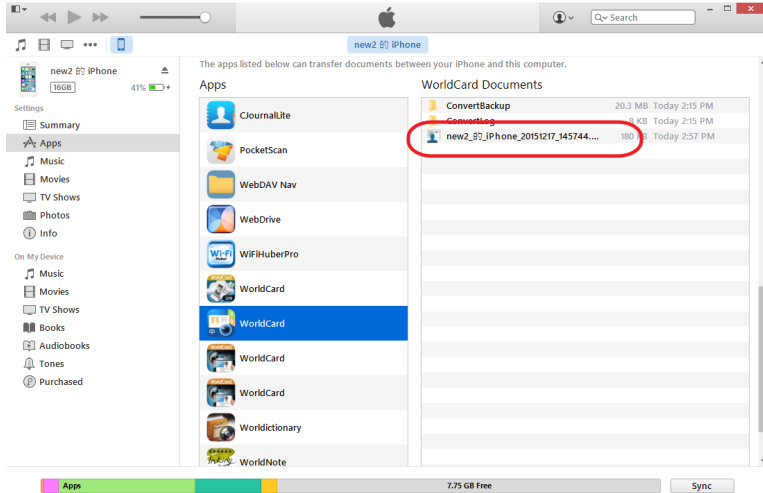 Search
new2 的 iPhone
new2 的 iPhone
16GB 41%
Settings
Summary
Apps
Music
Movies
TV Shows
Photos
Info
On My Device
Music
Movies
TV Shows
Books
Audiobooks
Tones
Purchased
The apps listed below can transfer documents between your iPhone and this computer.
Apps
CJournalLite
PocketScan
WebDAV Nav
WebDrive
WiFiHuberPro
WorldCard
WorldCard
WorldCard
WorldCard
Worldictionary
WorldNote
WorldCard Documents
ConvertBackup 20.3 MB Today 2:15 PM
ConvertLog 8 KB Today 2:15 PM
new2_的_iPhone_20151217_145744.... 180 KB Today 2:57 PM
Apps 7.75 GB Free Sync